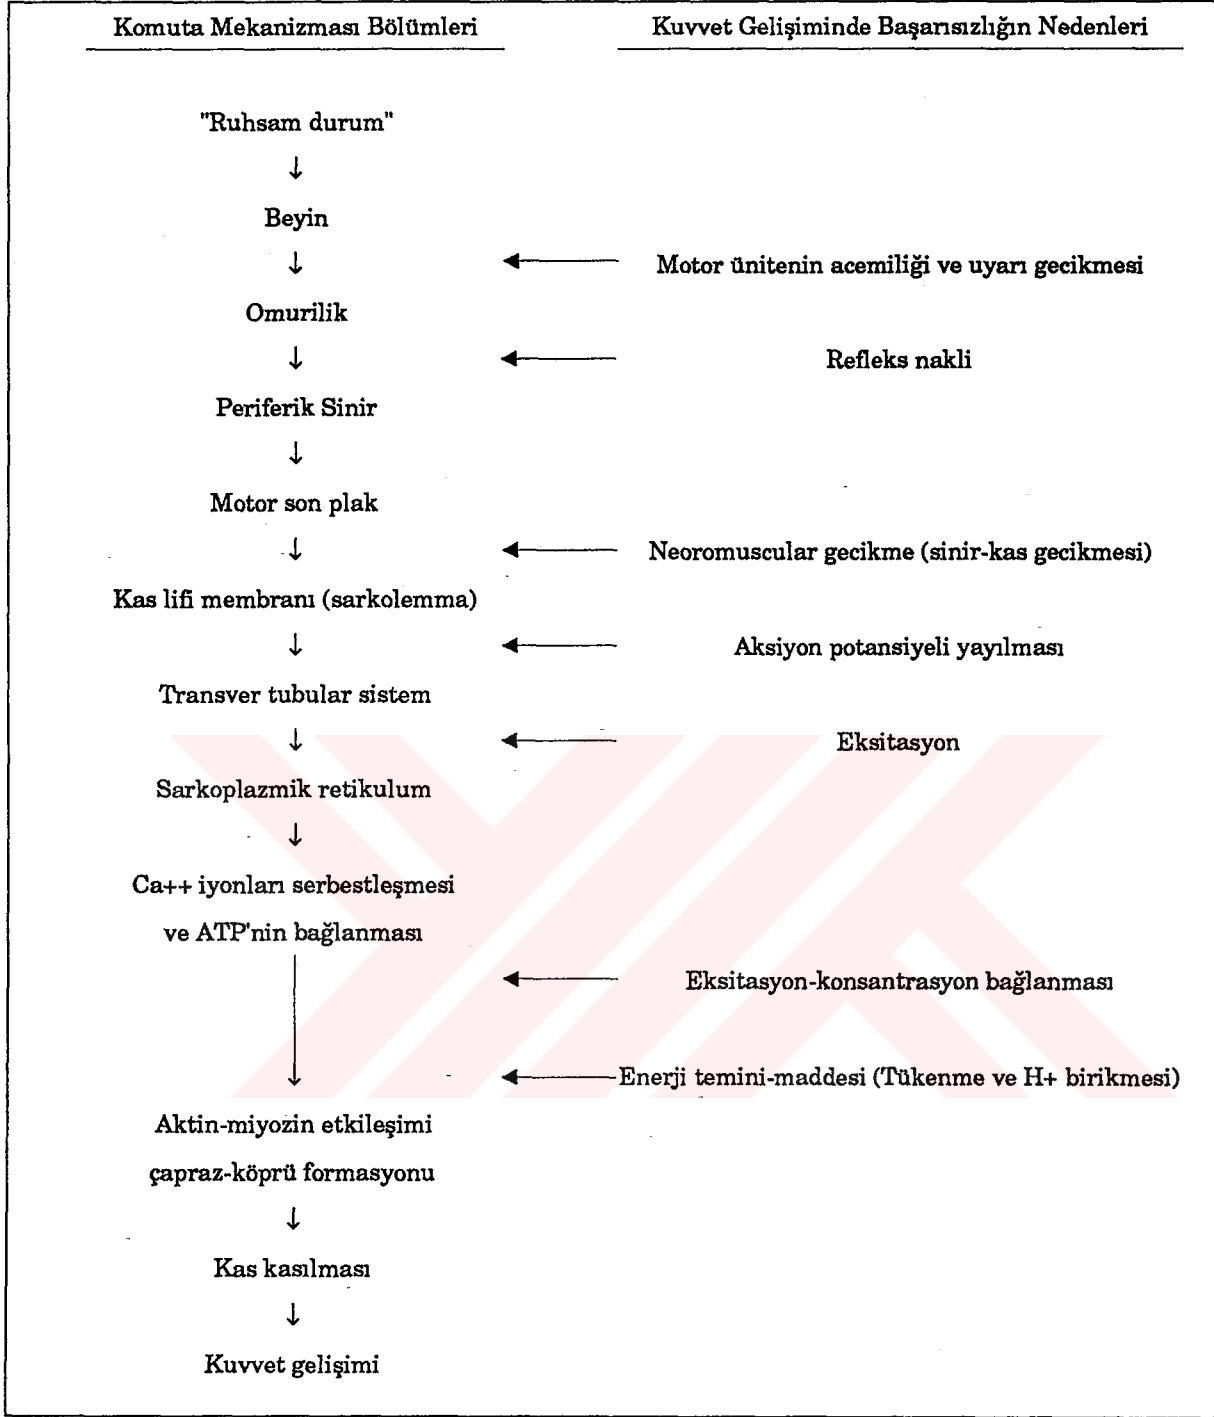 Komuta Mekanizması Bölümleri
Kuvvet Gelişiminde Başarısızlığın Nedenleri
"Ruhsam durum"
↓
Beyin
↓
Motor ünitenin acemiliği ve uyarı gecikmesi
Omurilik
↓
Refleks nakli
Periferik Sinir
↓
Motor son plak
↓
Neoromuscular gecikme (sinir-kas gecikmesi)
Kas lifi membranı (sarkolemma)
↓
Aksiyon potansiyeli yayılması
Transver tubular sistem
↓
Eksitasyon
Sarkoplazmik retikulum
↓
Ca++ iyonları serbestleşmesi
ve ATP'nin bağlanması
Eksitasyon-konsantrasyon bağlanması
Enerji temini-maddesi (Tükenme ve H+ birikmesi)
Aktin-miyozin etkileşimi
çapraz-köprü formasyonu
↓
Kas kasılması
↓
Kuvvet gelişimi